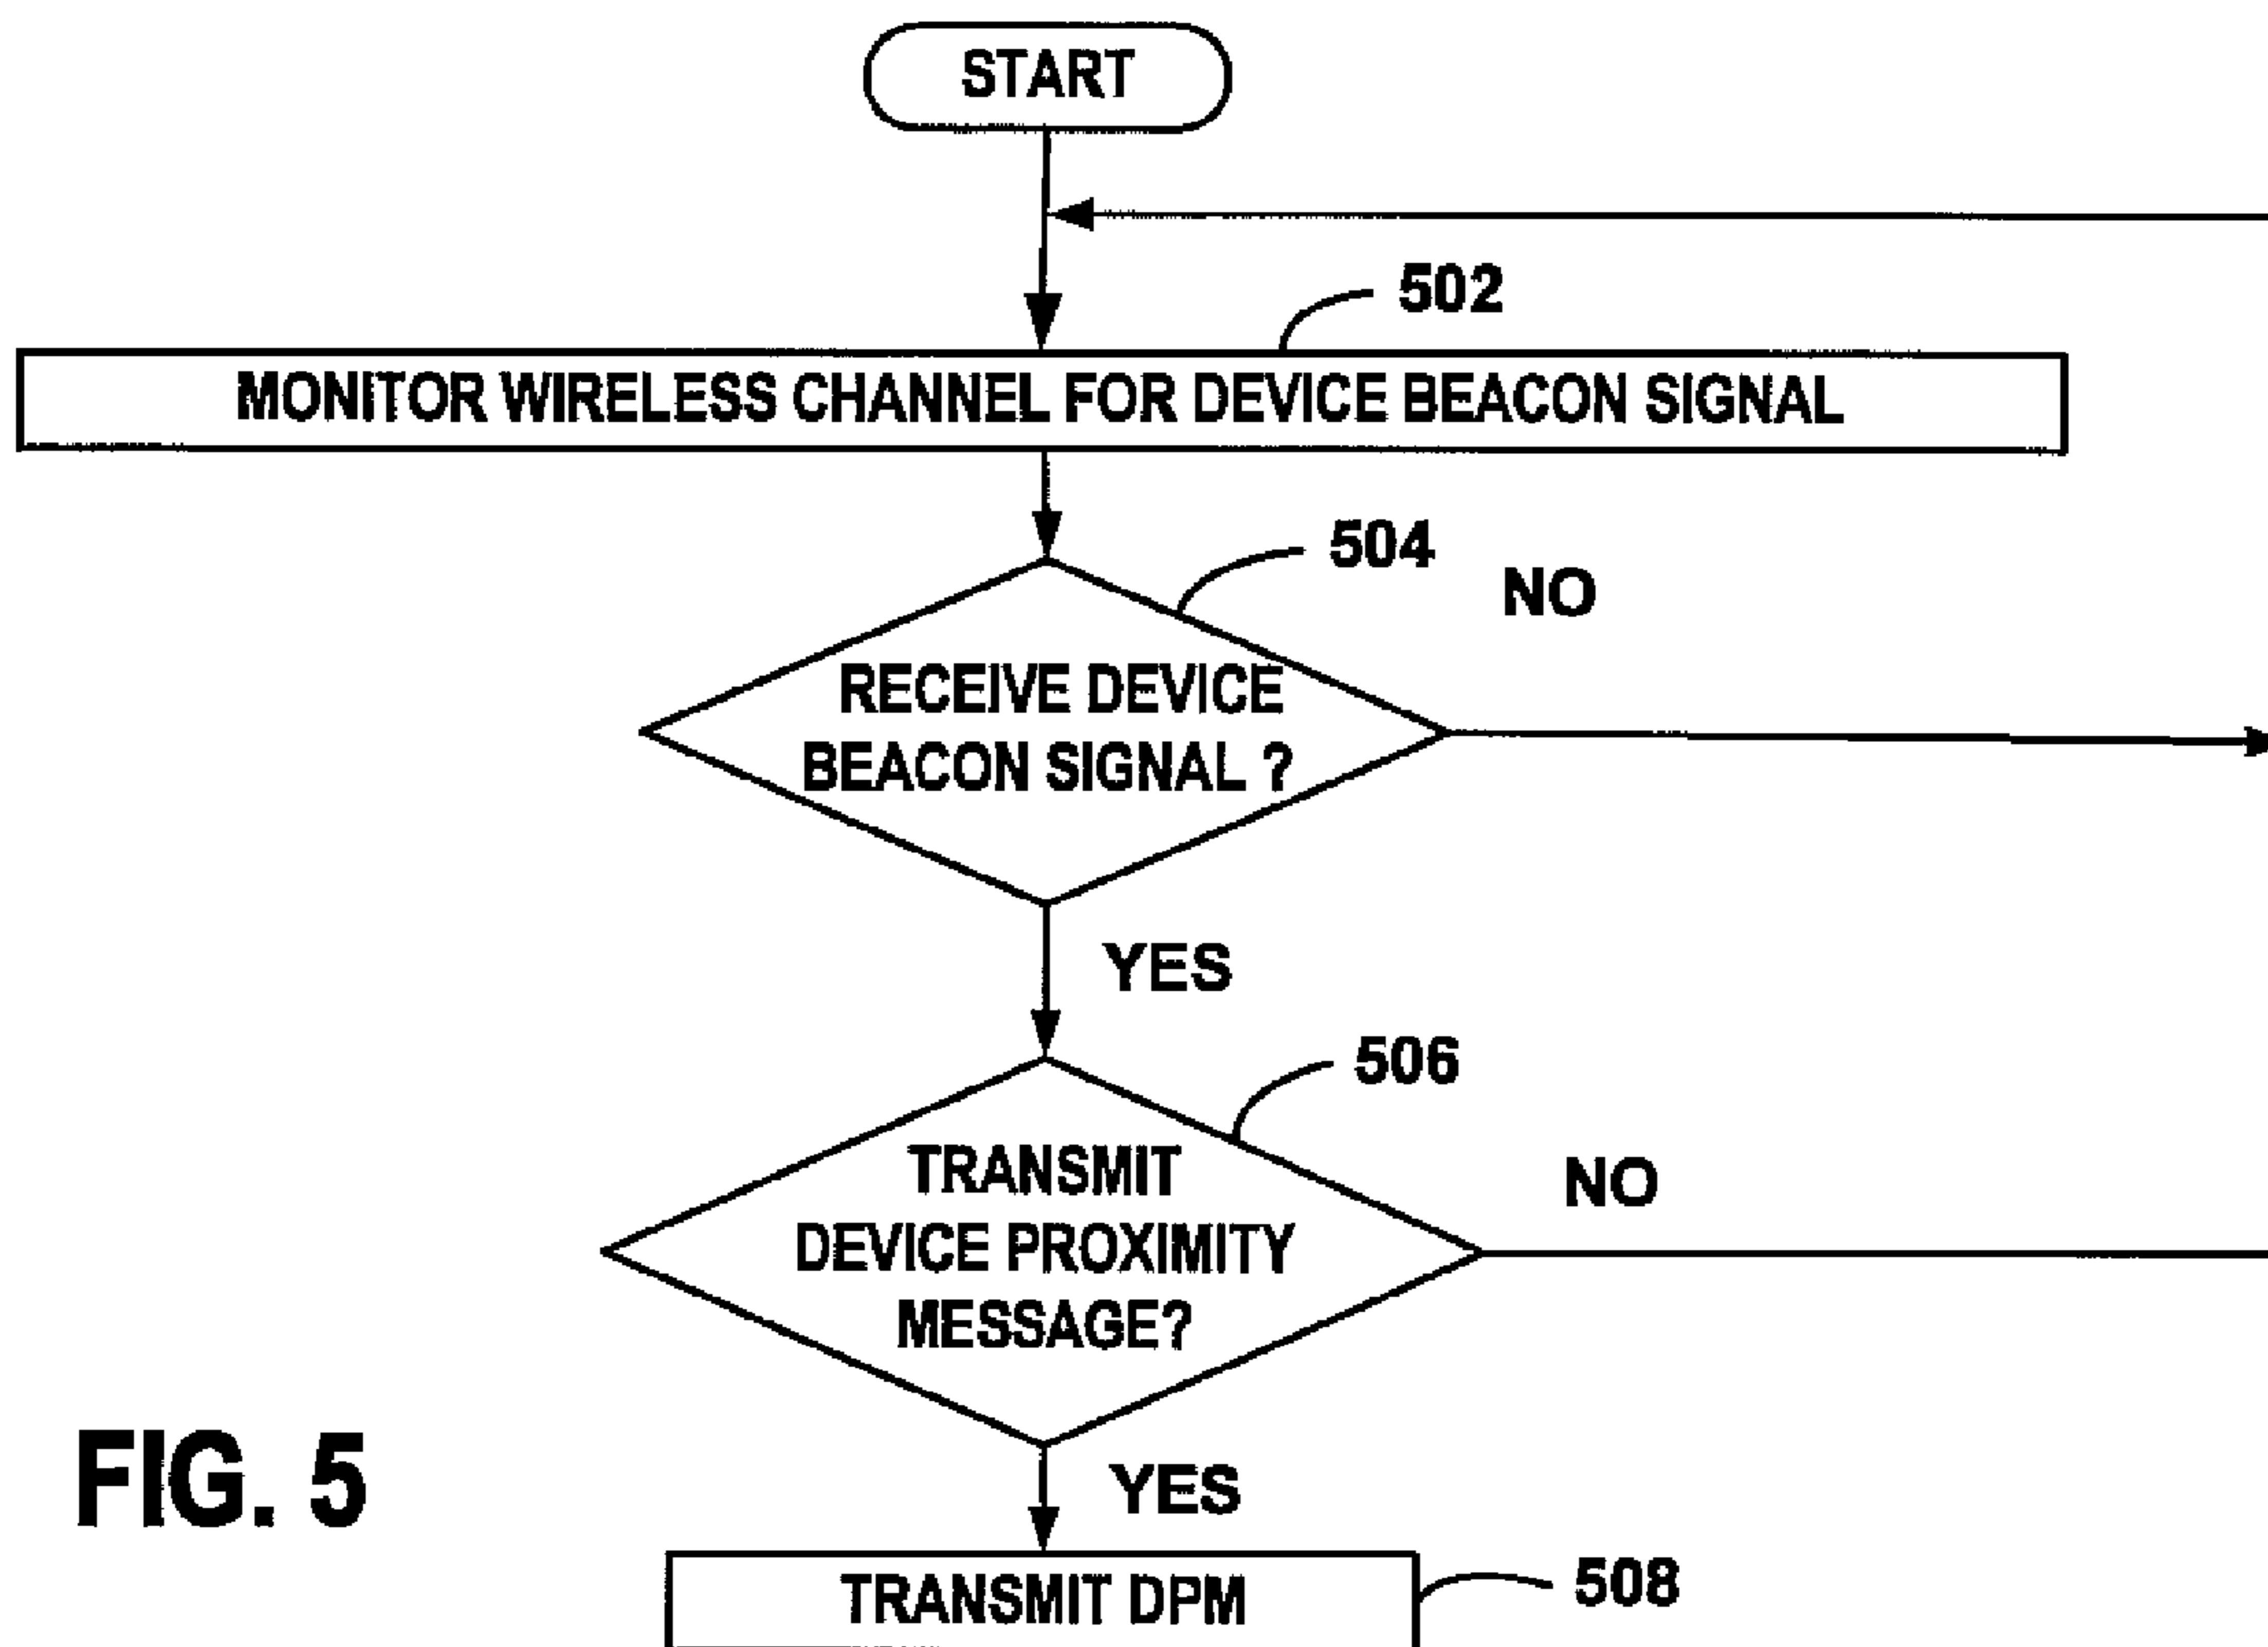 START
502
MONITOR WIRELESS CHANNEL FOR DEVICE BEACON SIGNAL
504
NO
RECEIVE DEVICE
BEACON SIGNAL ?
YES
506
TRANSMIT
DEVICE PROXIMITY
MESSAGE?
NO
FIG. 5
YES
TRANSMIT DPM
508